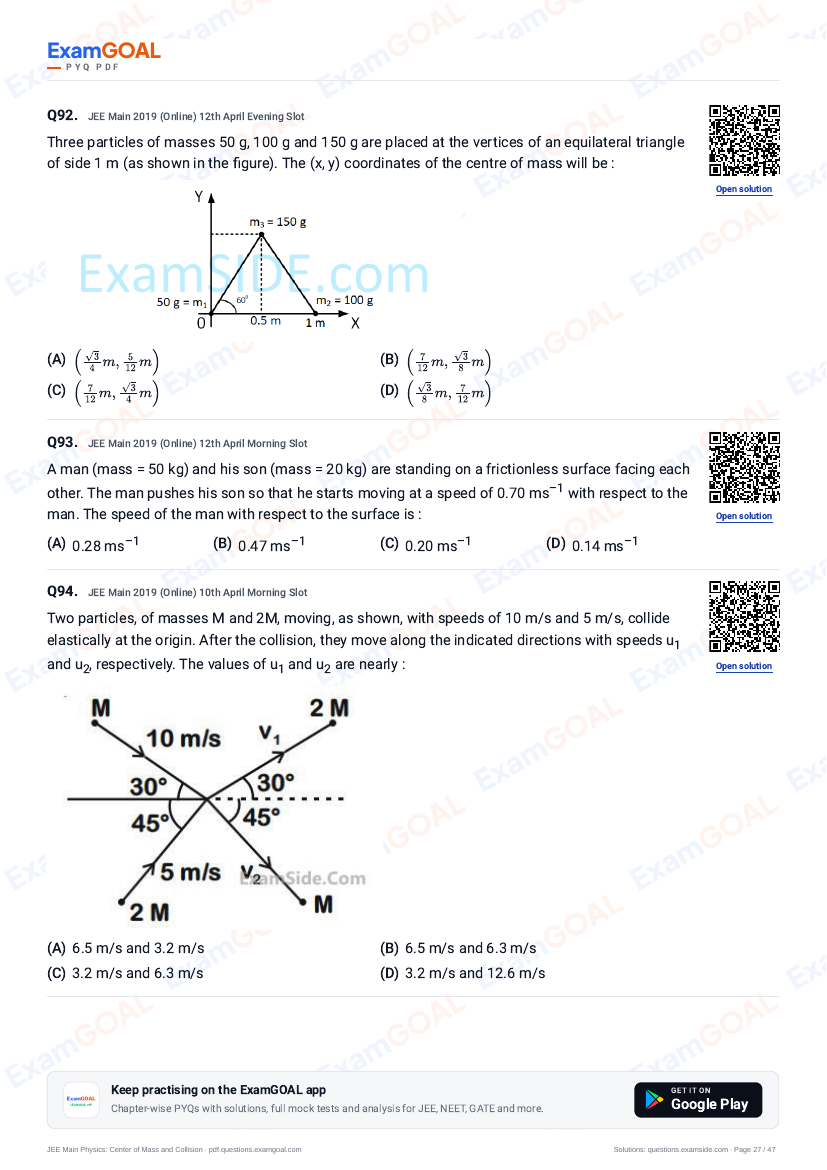 ExamGOAL
PYQ PDF
Q92. JEE Main 2019 (Online) 12th April Evening Slot
Three particles of masses 50 g, 100 g and 150 g are placed at the vertices of an equilateral triangle
of side 1 m (as shown in the figure). The (x, y) coordinates of the centre of mass will be :
Open solution
Y
m₃ = 150 g
ExamSIDE.com
50 g = m₁
60⁰
m₂ = 100 g
O
0.5 m
1 m
X
(A) (√3/4 m, 5/12 m)
(B) (7/12 m, √3/8 m)
(C) (7/12 m, √3/4 m)
(D) (√3/8 m, 7/12 m)
Q93. JEE Main 2019 (Online) 12th April Morning Slot
A man (mass = 50 kg) and his son (mass = 20 kg) are standing on a frictionless surface facing each
other. The man pushes his son so that he starts moving at a speed of 0.70 ms⁻¹ with respect to the
man. The speed of the man with respect to the surface is :
Open solution
(A) 0.28 ms⁻¹
(B) 0.47 ms⁻¹
(C) 0.20 ms⁻¹
(D) 0.14 ms⁻¹
Q94. JEE Main 2019 (Online) 10th April Morning Slot
Two particles, of masses M and 2M, moving, as shown, with speeds of 10 m/s and 5 m/s, collide
elastically at the origin. After the collision, they move along the indicated directions with speeds u₁
and u₂, respectively. The values of u₁ and u₂ are nearly :
Open solution
M
2 M
10 m/s
V₁
30°
30°
45°
45°
5 m/s
V₂
ExamSide.Com
2 M
M
(A) 6.5 m/s and 3.2 m/s
(B) 6.5 m/s and 6.3 m/s
(C) 3.2 m/s and 6.3 m/s
(D) 3.2 m/s and 12.6 m/s
ExamGOAL
Keep practising on the ExamGOAL app
Chapter-wise PYQs with solutions, full mock tests and analysis for JEE, NEET, GATE and more.
GET IT ON
Google Play
JEE Main Physics: Center of Mass and Collision · pdf.questions.examgoal.com
Solutions: questions.examside.com · Page 27 / 47